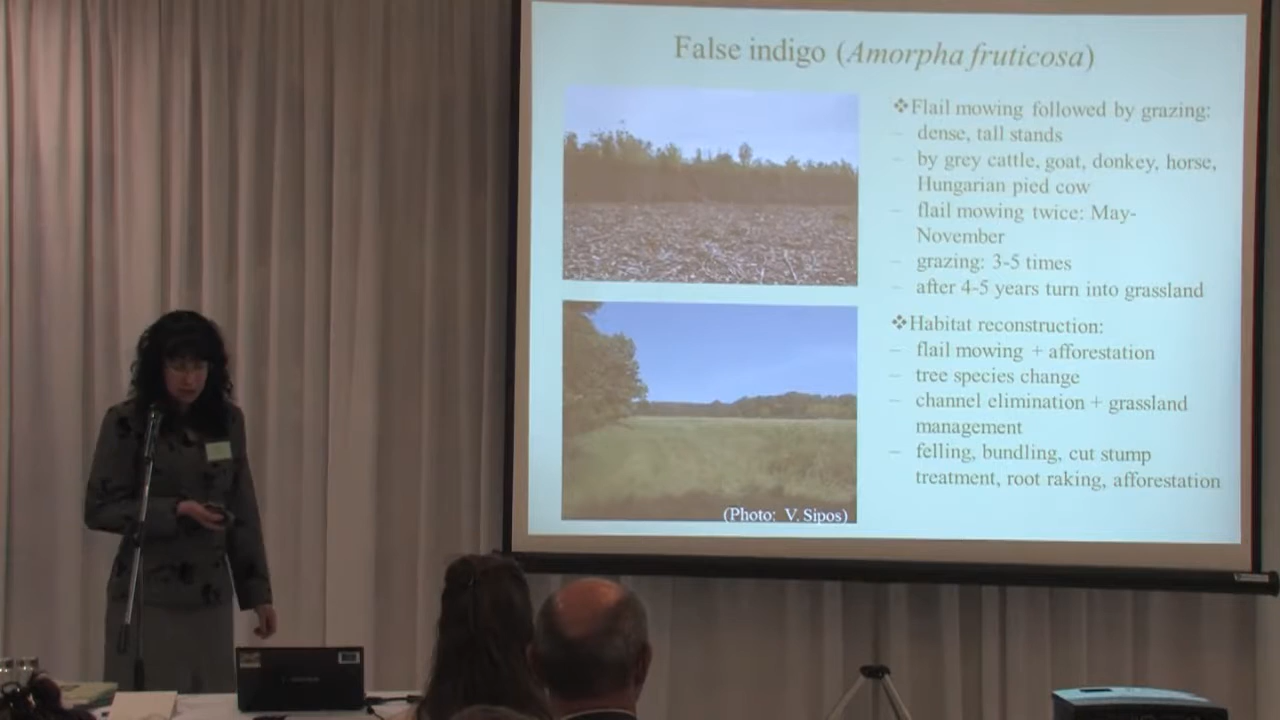 False indigo (Amorpha fruticosa)
❖Flail mowing followed by grazing:
– dense, tall stands
– by grey cattle, goat, donkey, horse,
Hungarian pied cow
– flail mowing twice: May-
November
– grazing: 3-5 times
– after 4-5 years turn into grassland
❖Habitat reconstruction:
– flail mowing + afforestation
– tree species change
– channel elimination + grassland
management
– felling, bundling, cut stump
treatment, root raking, afforestation
(Photo: V. Sipos)